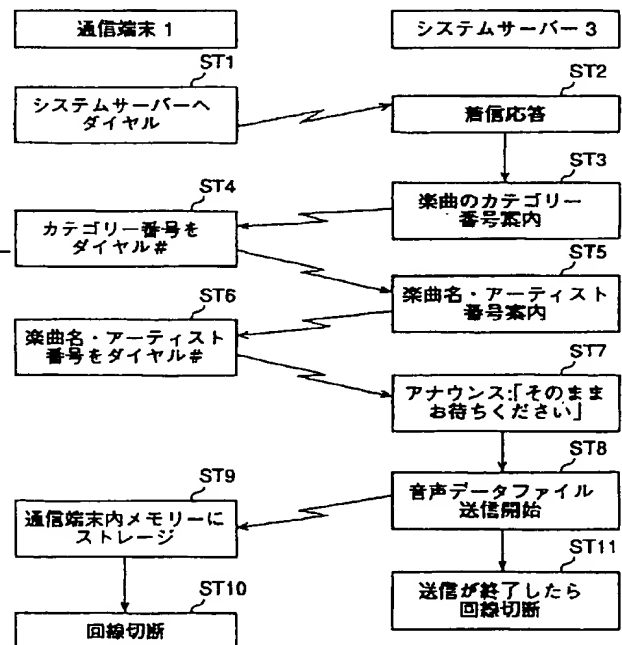 通信端末1
システムサーバー3
ST1
システムサーバーへ
ダイヤル
ST2
着信応答
ST3
楽曲のカテゴリー
番号案内
ST4
カテゴリー番号を
ダイヤル#
ST5
楽曲名・アーティスト
番号案内
ST6
楽曲名・アーティスト
番号をダイヤル#
ST7
アナウンス:「そのまま
お待ちください」
ST8
音声データファイル
送信開始
ST9
通信端末内メモリーに
ストレージ
ST10
回線切断
ST11
送信が終了したら
回線切断